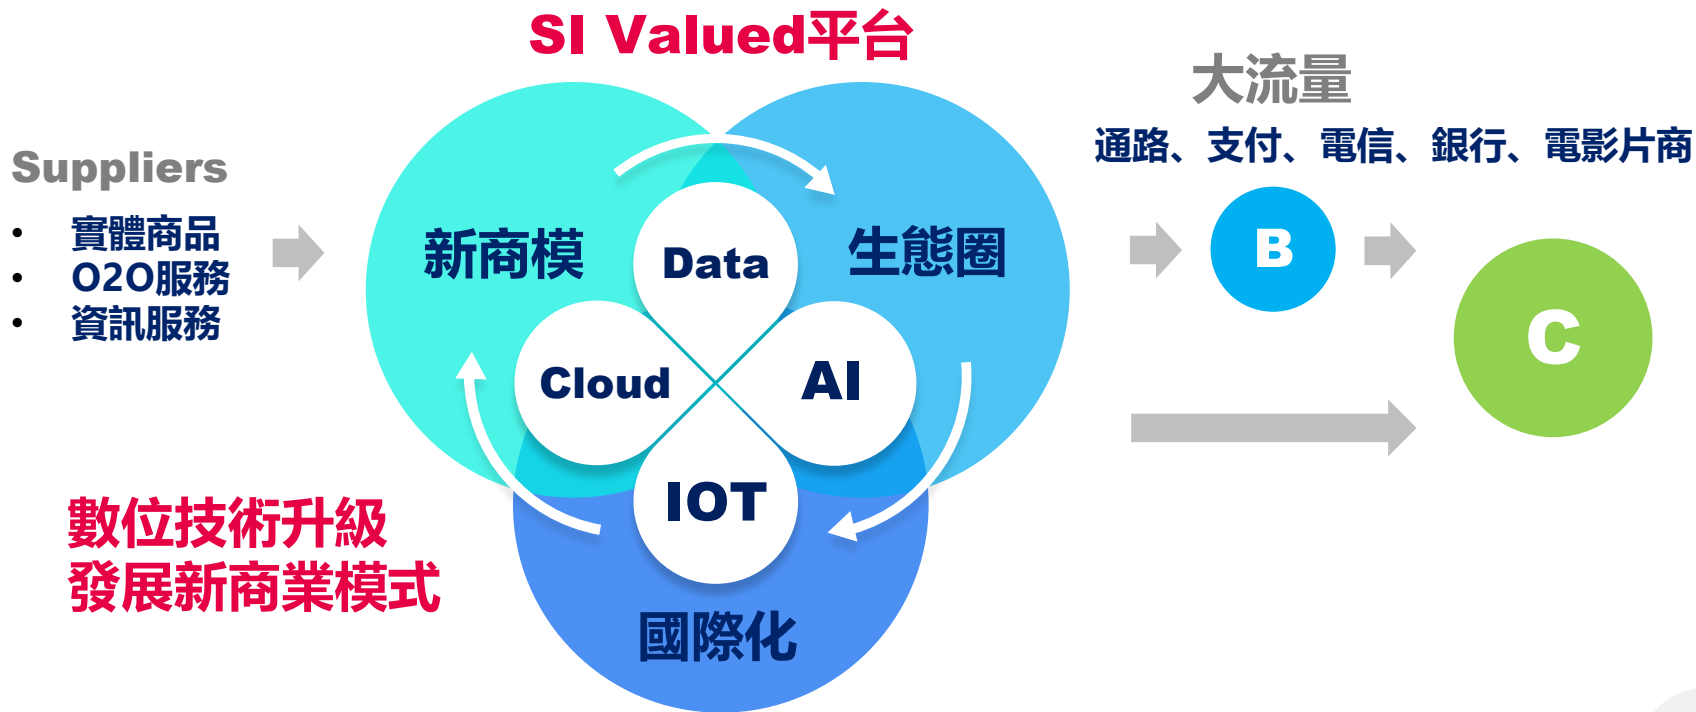 SI Valued平台
Suppliers
• 實體商品
• O2O服務
• 資訊服務
新商模
Data
生態圈
Cloud
AI
IOT
國際化
數位技術升級
發展新商業模式
大流量
通路、支付、電信、銀行、電影片商
B
C